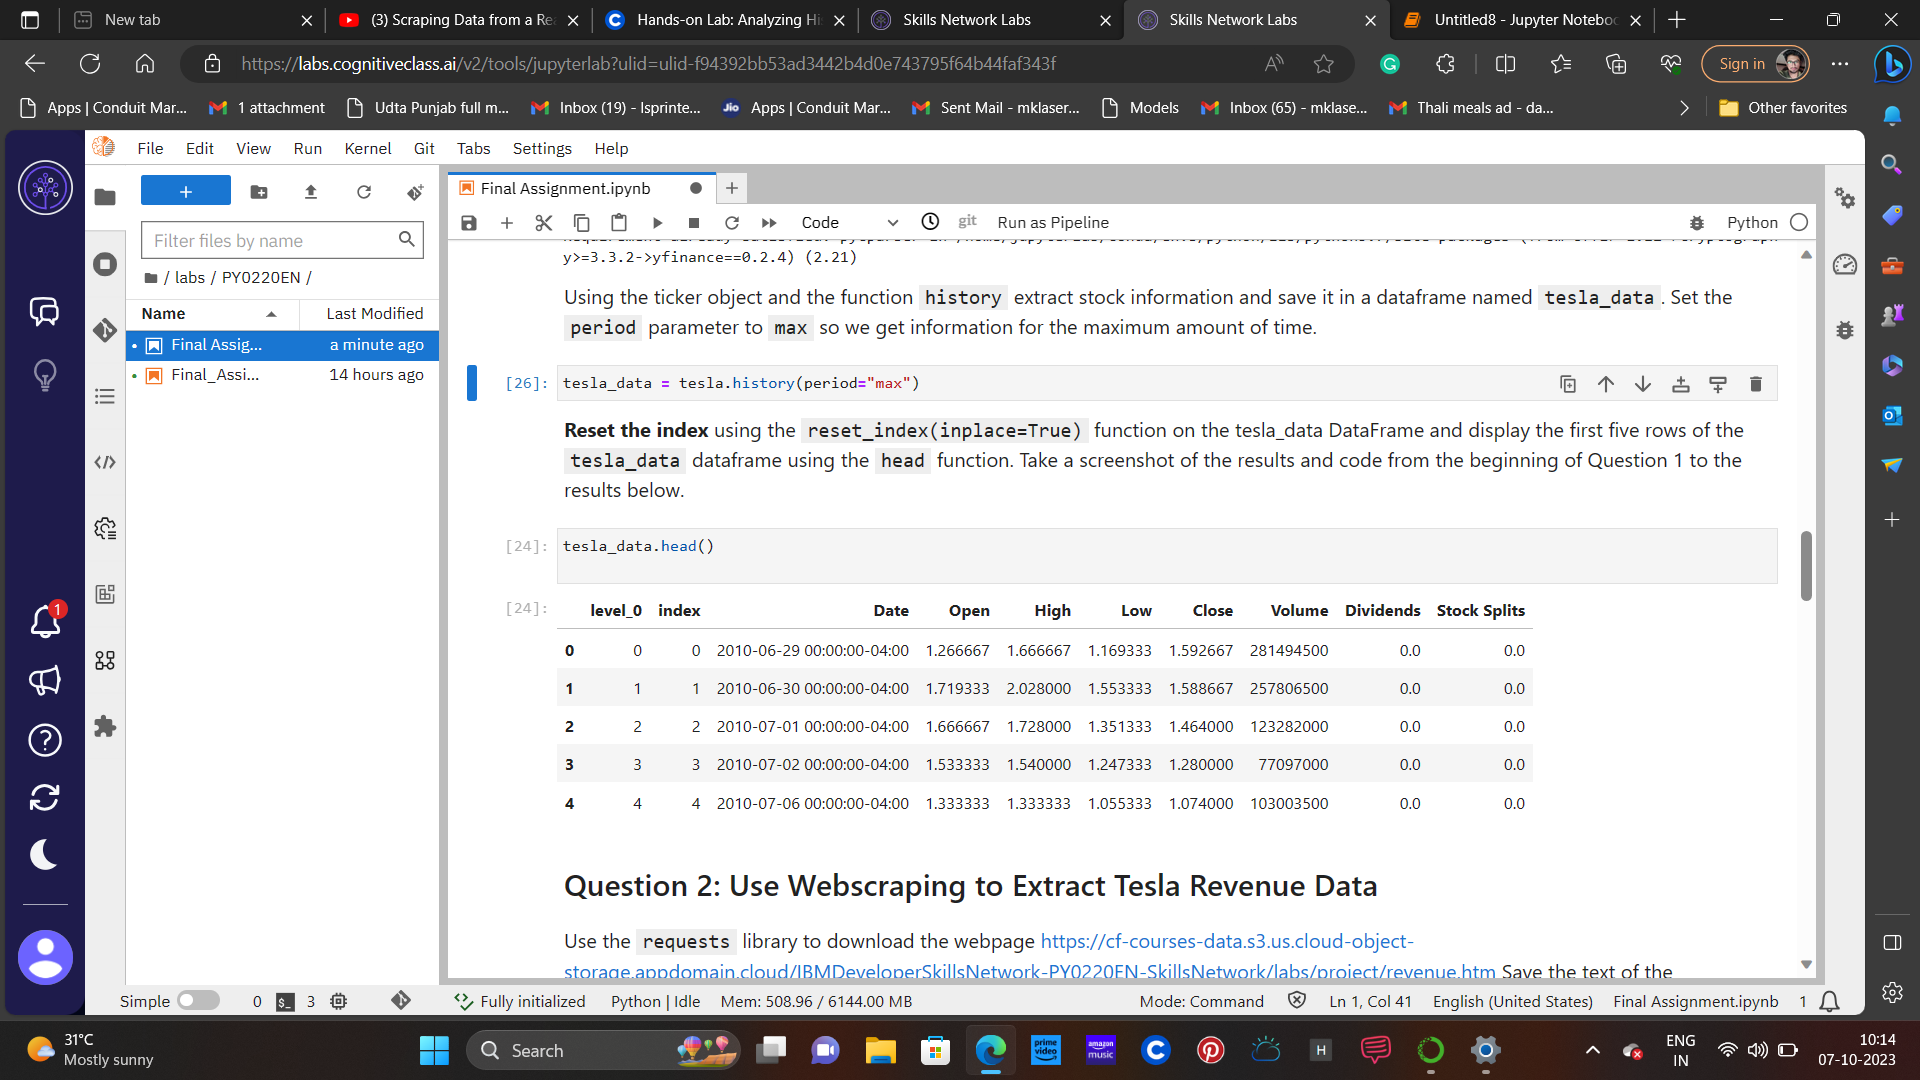 New tab
(3) Scraping Data from a Rea
Hands-on Lab: Analyzing His
Skills Network Labs
Skills Network Labs
Untitled8 - Jupyter Notebook
https://labs.cognitiveclass.ai/v2/tools/jupyterlab?ulid=ulid-f94392bb53ad3442b4d0e743795f64b44faf343f
Sign in
Apps | Conduit Mar...
1 attachment
Udta Punjab full m...
Inbox (19) - lsprinte...
Jio
Apps | Conduit Mar...
Sent Mail - mklaser...
Models
Inbox (65) - mklase...
Thali meals ad - da...
Other favorites
File Edit View Run Kernel Git Tabs Settings Help
Filter files by name
/ labs / PY0220EN /
Name Last Modified
Final Assig... a minute ago
Final_Assi... 14 hours ago
Final Assignment.ipynb
Code
git
Run as Pipeline
Python
y>=3.3.2->yfinance==0.2.4) (2.21)
Using the ticker object and the function history extract stock information and save it in a dataframe named tesla_data. Set the
period parameter to max so we get information for the maximum amount of time.
[26]: tesla_data = tesla.history(period="max")
Reset the index using the reset_index(inplace=True) function on the tesla_data DataFrame and display the first five rows of the
tesla_data dataframe using the head function. Take a screenshot of the results and code from the beginning of Question 1 to the
results below.
[24]: tesla_data.head()
[24]: level_0 index Date Open High Low Close Volume Dividends Stock Splits
0 0 0 2010-06-29 00:00:00-04:00 1.266667 1.666667 1.169333 1.592667 281494500 0.0 0.0
1 1 1 2010-06-30 00:00:00-04:00 1.719333 2.028000 1.553333 1.588667 257806500 0.0 0.0
2 2 2 2010-07-01 00:00:00-04:00 1.666667 1.728000 1.351333 1.464000 123282000 0.0 0.0
3 3 3 2010-07-02 00:00:00-04:00 1.533333 1.540000 1.247333 1.280000 77097000 0.0 0.0
4 4 4 2010-07-06 00:00:00-04:00 1.333333 1.333333 1.055333 1.074000 103003500 0.0 0.0
Question 2: Use Webscraping to Extract Tesla Revenue Data
Use the requests library to download the webpage https://cf-courses-data.s3.us.cloud-object-
storage.appdomain.cloud/IBMDeveloperSkillsNetwork-PY0220EN-SkillsNetwork/labs/project/revenue.htm Save the text of the
1
Simple 0 3 Fully initialized Python | Idle Mem: 508.96 / 6144.00 MB Mode: Command Ln 1, Col 41 English (United States) Final Assignment.ipynb 1
31°C
Mostly sunny
Search
prime video
amazon music
H
ENG
IN
10:14
07-10-2023